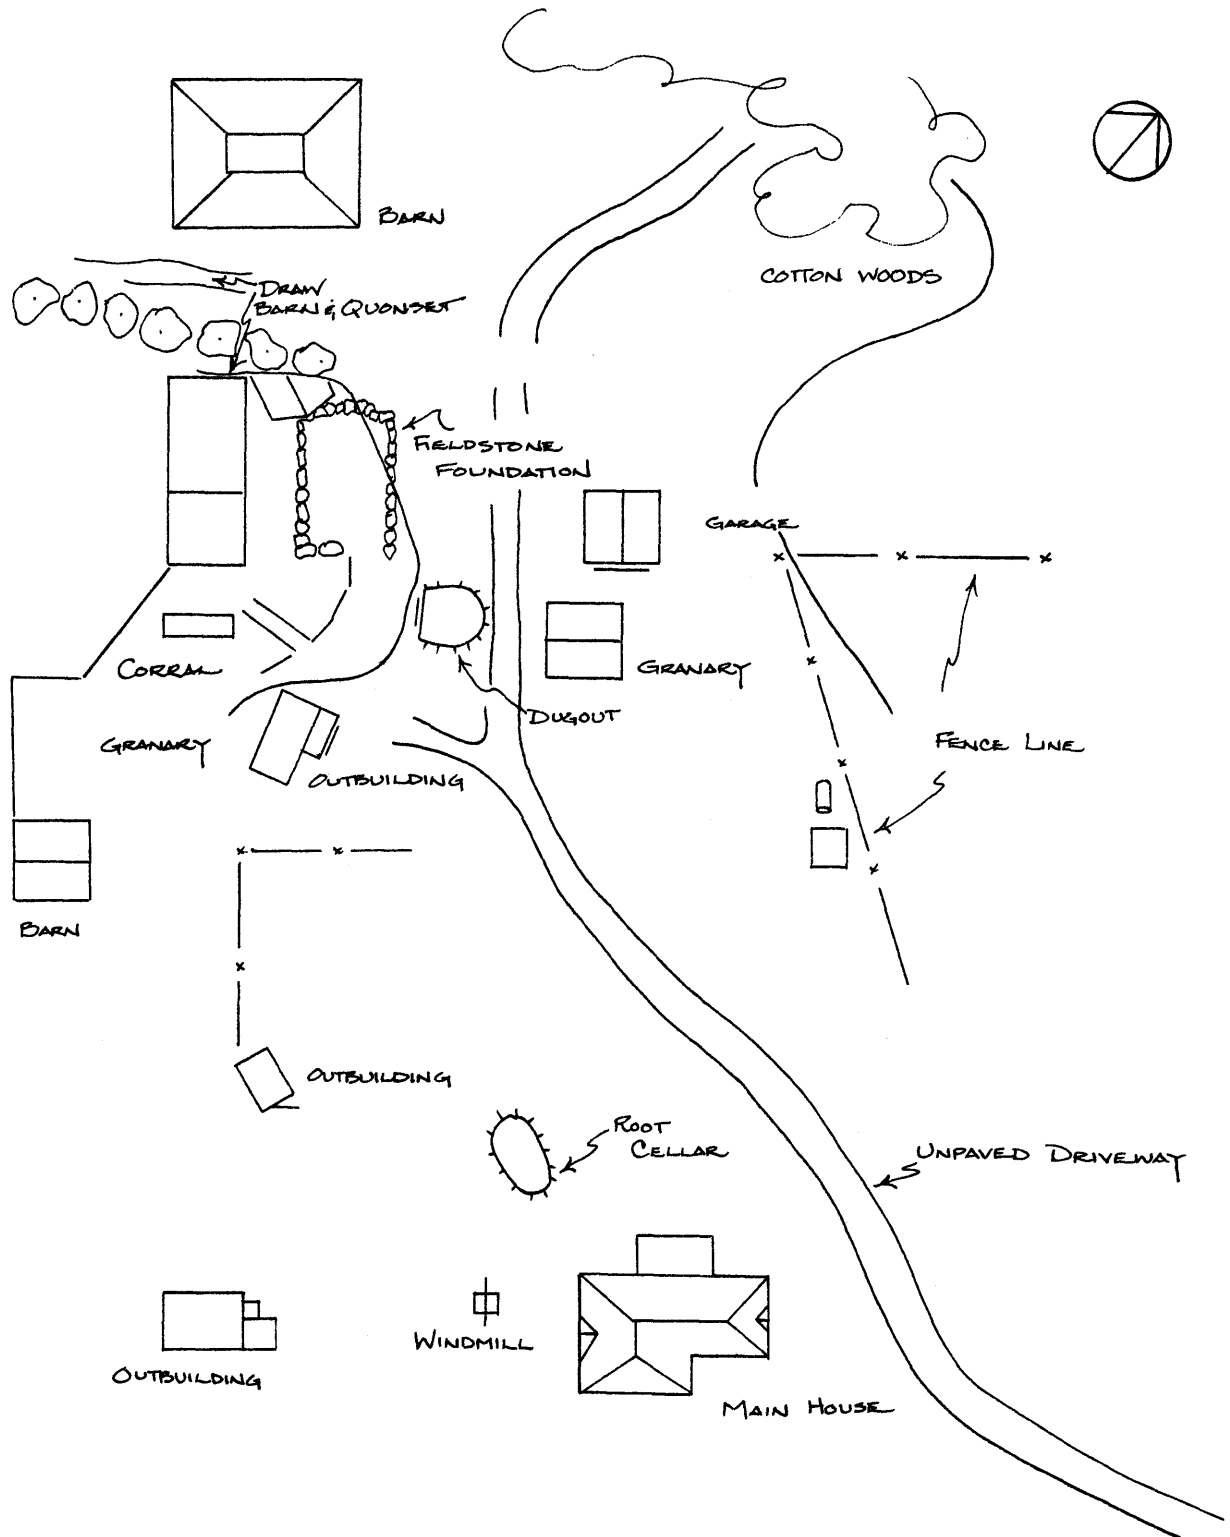 BARN
COTTON WOODS
DRAW
BARN & QUONSET
FIELDSTONE
FOUNDATION
GARAGE
CORRAL
GRANARY
DUGOUT
GRANARY
FENCE LINE
OUTBUILDING
BARN
OUTBUILDING
ROOT
CELLAR
UNPAVED DRIVEWAY
WINDMILL
OUTBUILDING
MAIN HOUSE